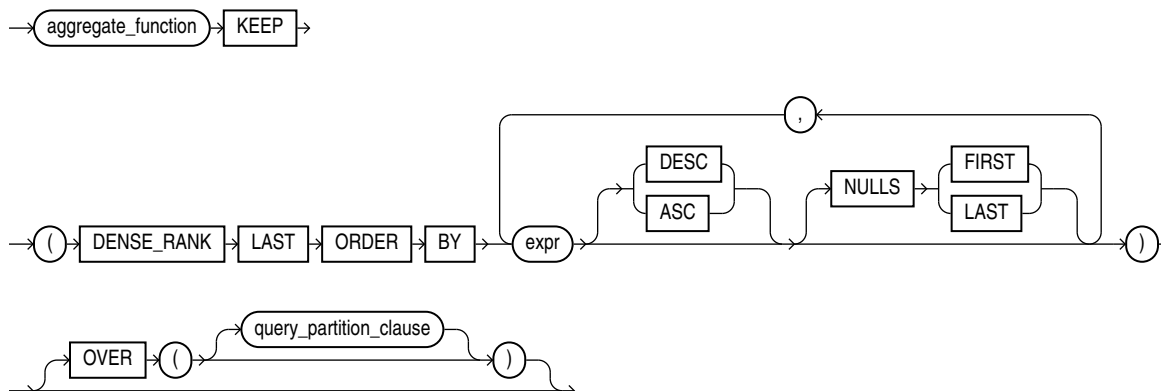 aggregate_function KEEP
,
DESC FIRST
NULLS
ASC LAST
( DENSE_RANK LAST ORDER BY expr )
query_partition_clause
OVER ( )